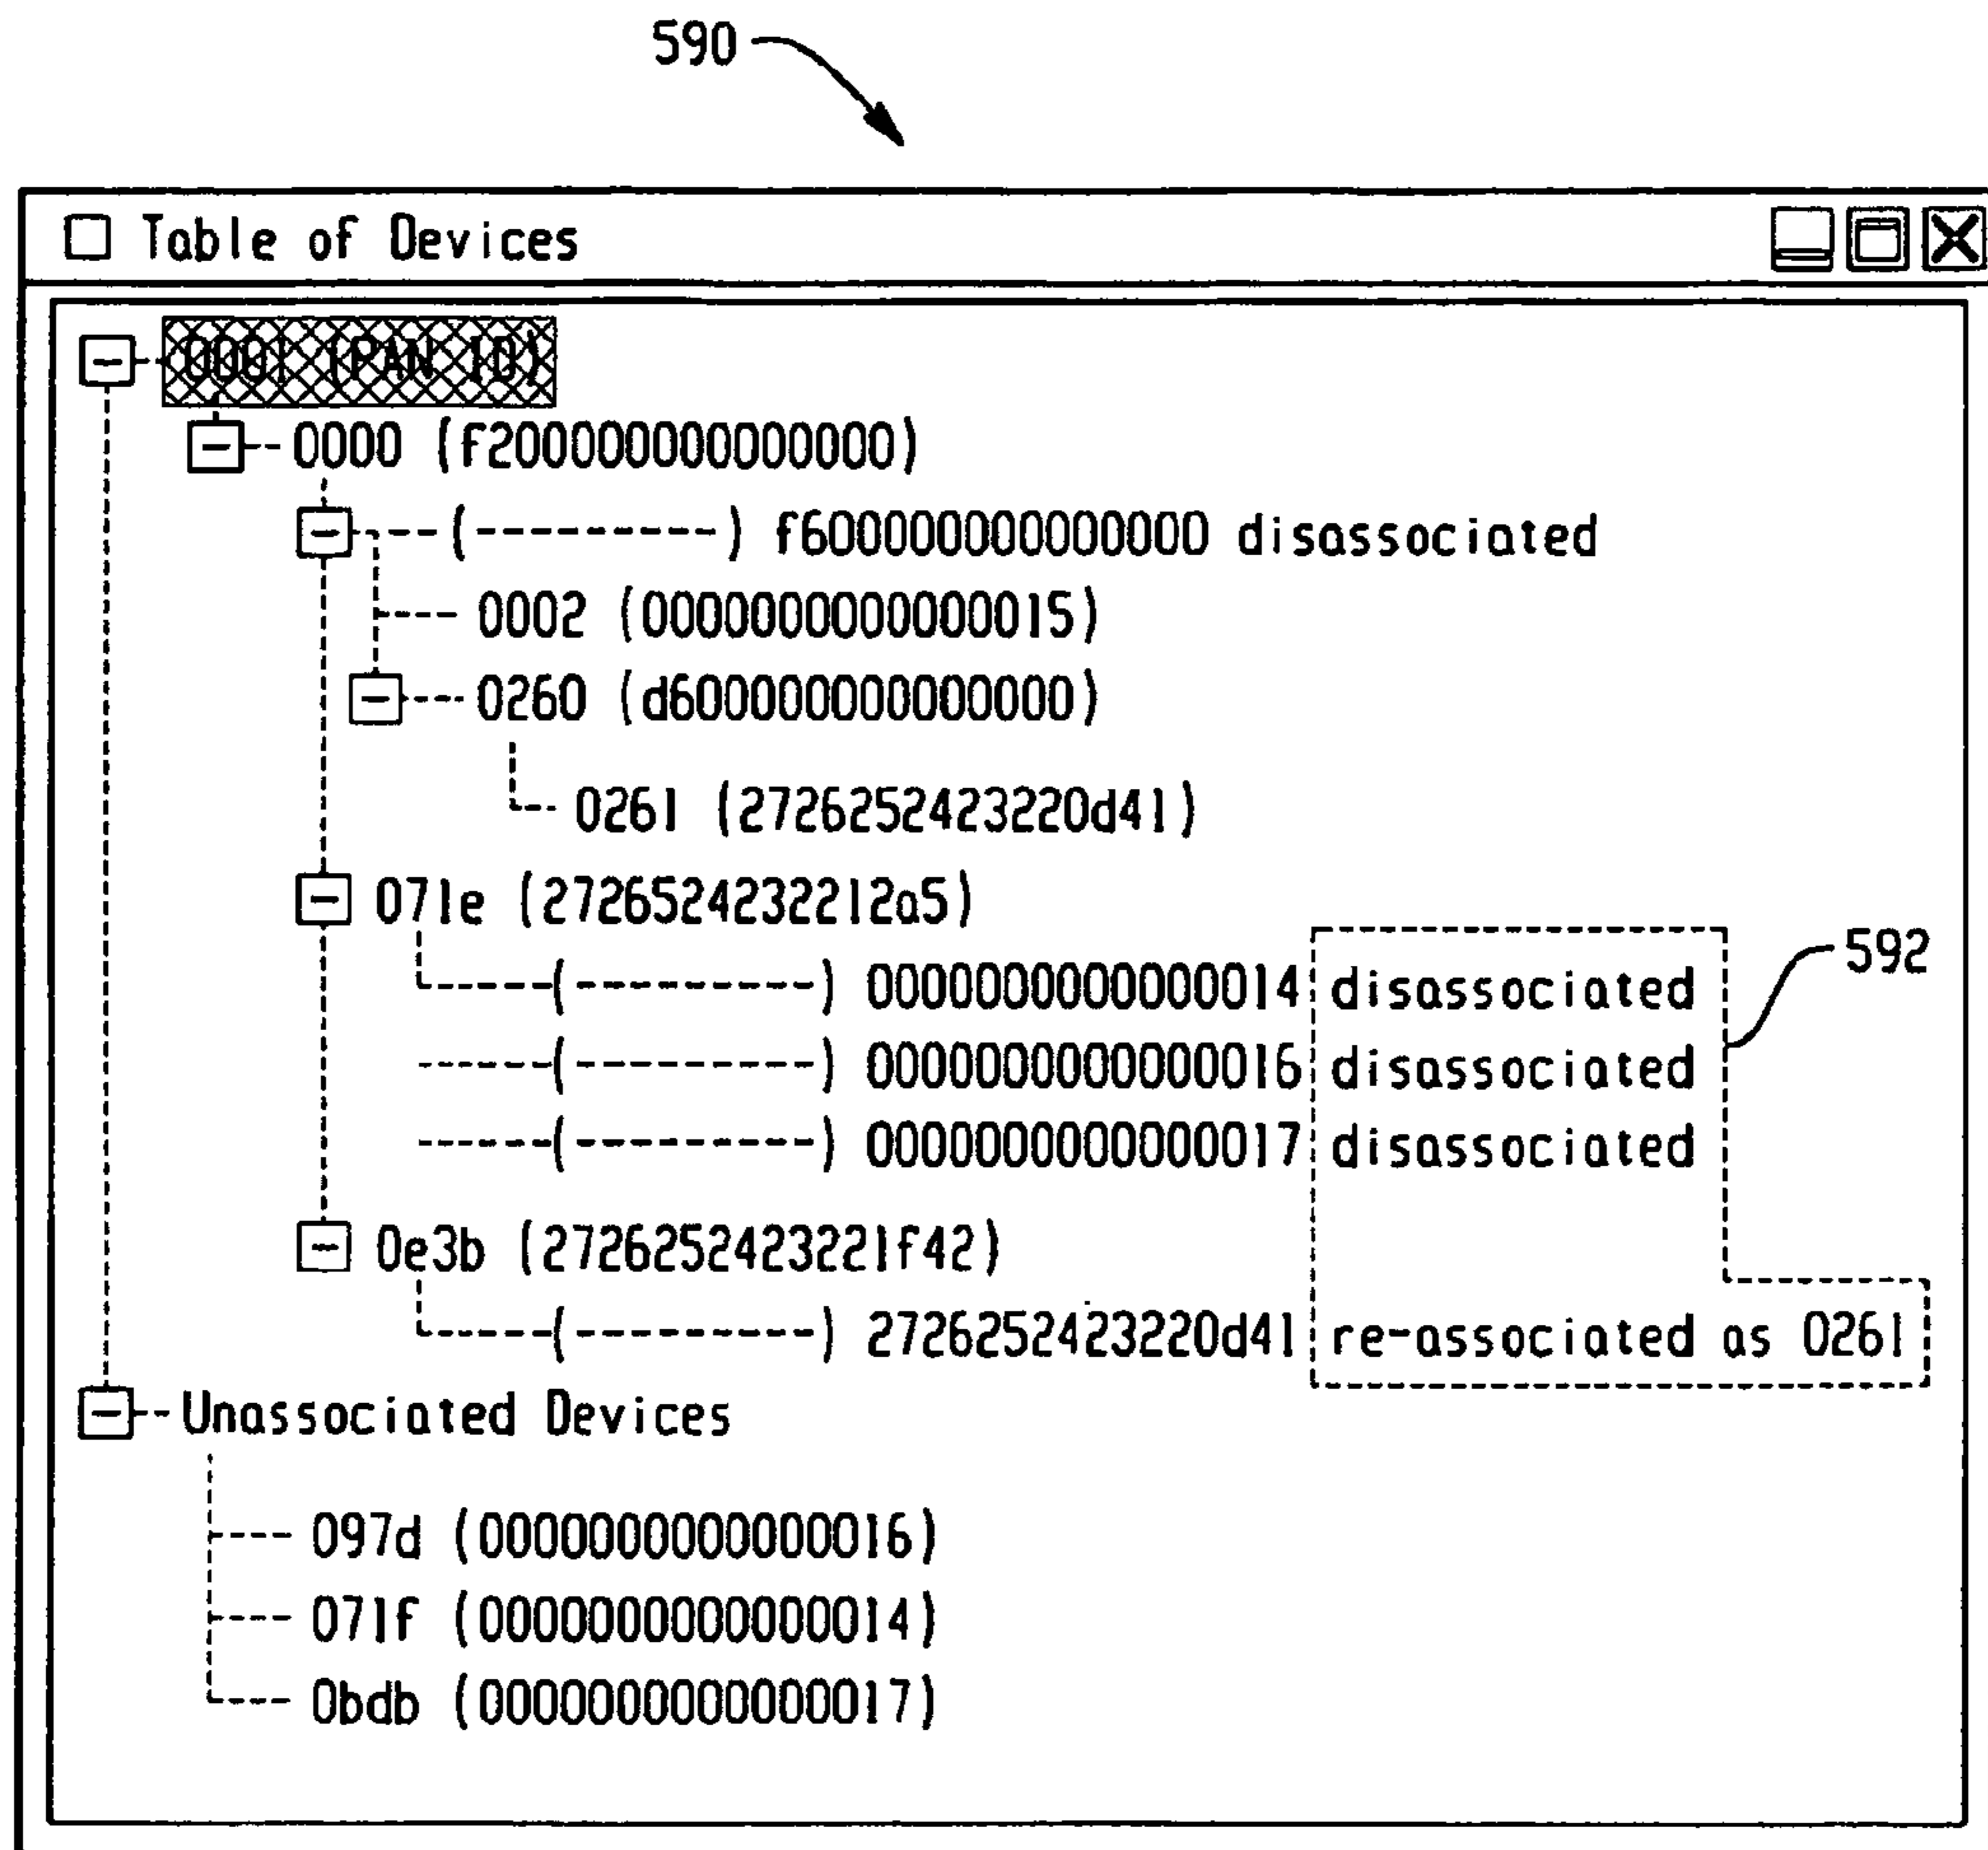 590
Table of Devices
0001 (PAN ID)
0000 (f200000000000000)
(---------) f600000000000000 disassociated
0002 (0000000000000015)
0260 (d600000000000000)
0261 (2726252423220d41)
071e (2726524232212a5)
(---------) 0000000000000014 disassociated
592
(---------) 0000000000000016 disassociated
(---------) 0000000000000017 disassociated
0e3b (2726252423221f42)
(---------) 2726252423220d41 re-associated as 0261
Unassociated Devices
097d (0000000000000016)
071f (0000000000000014)
0bdb (0000000000000017)